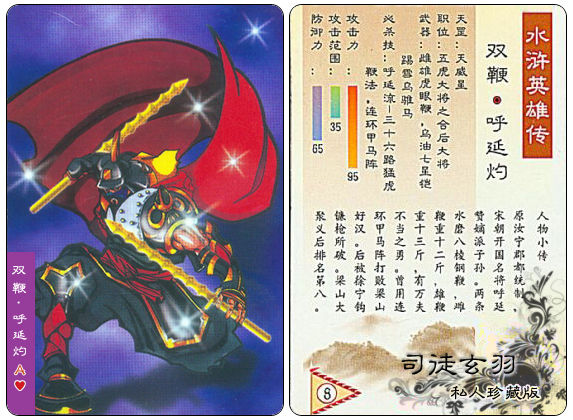 双鞭·呼延灼 A♥
水浒英雄传
双鞭·呼延灼
天罡：天威星
职位：五虎大将之合后大将
武器：雌雄虎眼鞭，乌油七星铠
踢雪乌骓马
必杀技：呼延流—三十六路猛虎
鞭法，连环甲马阵
攻击力：95
攻击范围：35
防御力：65
人物小传
原汝宁郡都统制，
宋朝开国名将呼延
赞嫡派子孙。两条
水磨八棱钢鞭，雌
鞭重十二斤，雄鞭
重十三斤，有万夫
不当之勇。曾用连
环甲马阵打败梁山
好汉。后被徐宁钩
镰枪所破。梁山大
聚义后排名第八。
8
司徒玄羽
私人珍藏版